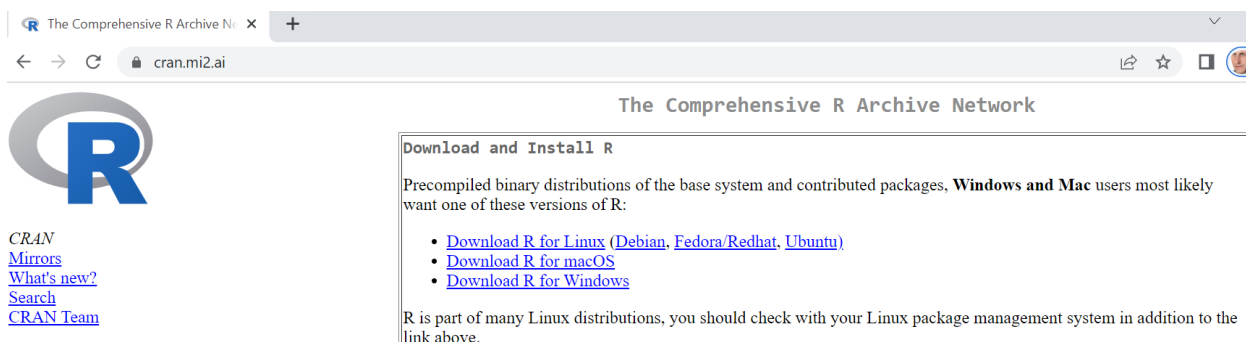 The Comprehensive R Archive Ne
cran.mi2.ai
R
CRAN
Mirrors
What's new?
Search
CRAN Team
The Comprehensive R Archive Network
Download and Install R
Precompiled binary distributions of the base system and contributed packages, Windows and Mac users most likely
want one of these versions of R:
• Download R for Linux (Debian, Fedora/Redhat, Ubuntu)
• Download R for macOS
• Download R for Windows
R is part of many Linux distributions, you should check with your Linux package management system in addition to the
link above.